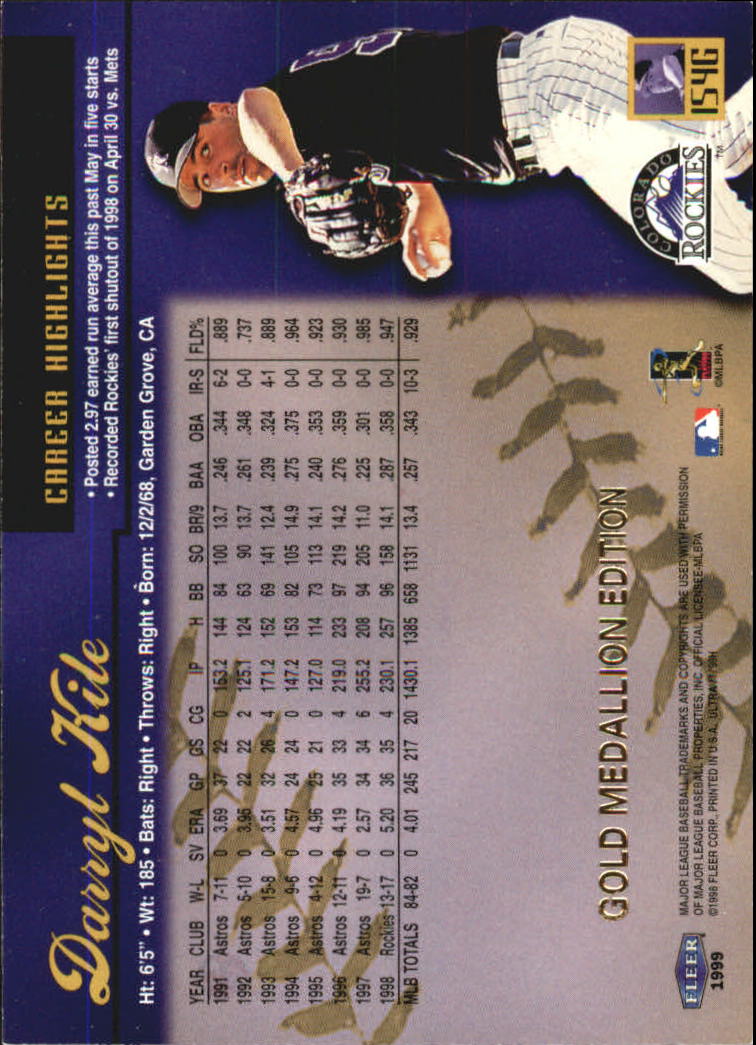 Darryl Kile
CAREER HIGHLIGHTS
• Posted 2.97 earned run average this past May in five starts
• Recorded Rockies' first shutout of 1998 on April 30 vs. Mets
154G
COLORADO
ROCKIES™
Ht: 6'5" • Wt: 185 • Bats: Right • Throws: Right • Born: 12/2/68, Garden Grove, CA
YEAR CLUB W-L SV ERA GP GS CG IP H BB SO BR/9 BAA OBA IR-S FLD%
1991 Astros 7-11 0 3.69 37 22 0 153.2 144 84 100 13.7 .246 .344 6-2 .889
1992 Astros 5-10 0 3.95 22 22 2 125.1 124 63 90 13.7 .261 .348 0-0 .737
1993 Astros 15-8 0 3.51 32 26 4 171.2 152 69 141 12.4 .239 .324 4-1 .889
1994 Astros 9-6 0 4.57 24 24 0 147.2 153 82 105 14.9 .275 .375 0-0 .964
1995 Astros 4-12 0 4.96 25 21 0 127.0 114 73 113 14.1 .240 .353 0-0 .923
1996 Astros 12-11 0 4.19 35 33 4 219.0 233 97 219 14.2 .276 .359 0-0 .930
1997 Astros 19-7 0 2.57 34 34 6 255.2 208 94 205 11.0 .225 .301 0-0 .985
1998 Rockies 13-17 0 5.20 36 35 4 230.1 257 96 158 14.1 .287 .358 0-0 .947
MLB TOTALS 84-82 0 4.01 245 217 20 1430.1 1385 658 1131 13.4 .257 .343 10-3 .929
GOLD MEDALLION EDITION
FLEER
1999
MAJOR LEAGUE BASEBALL TRADEMARKS AND COPYRIGHTS ARE USED WITH PERMISSION
OF MAJOR LEAGUE BASEBALL PROPERTIES, INC. OFFICIAL LICENSEE-MLBPA
©1998 FLEER CORP., PRINTED IN U.S.A.
©MLBPA